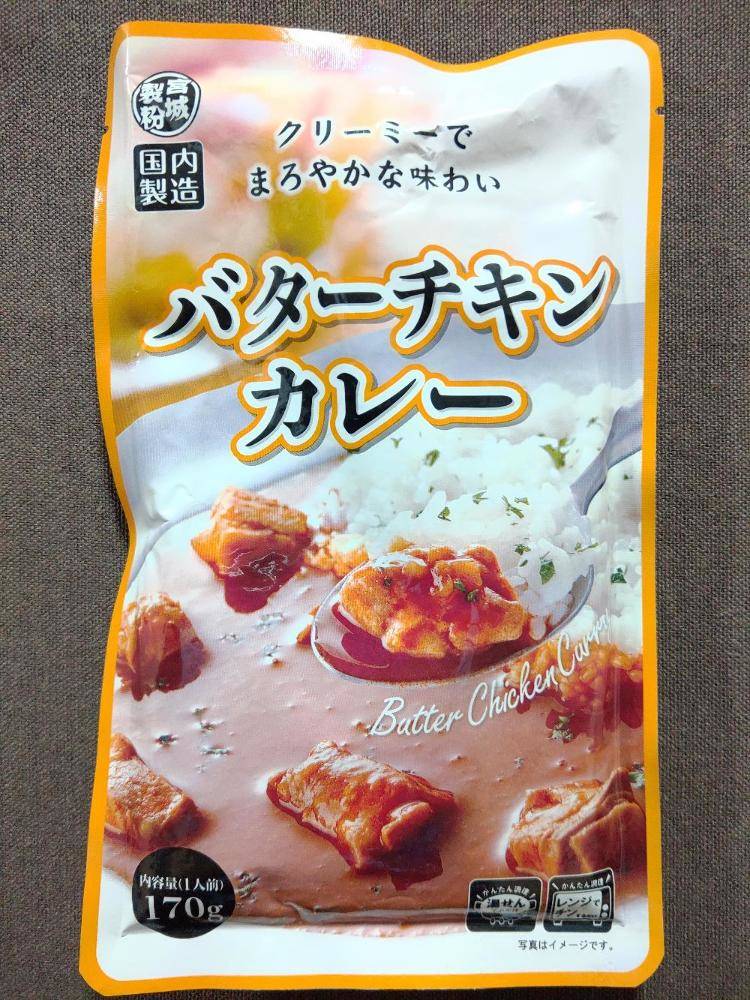 宮城
製粉
国内
製造
クリーミーで
まろやかな味わい
バターチキン
カレー
Butter Chicken Curry
内容量(1人前)
170g
かんたん調理
湯せん
かんたん調理
レンジで
チン
写真はイメージです。